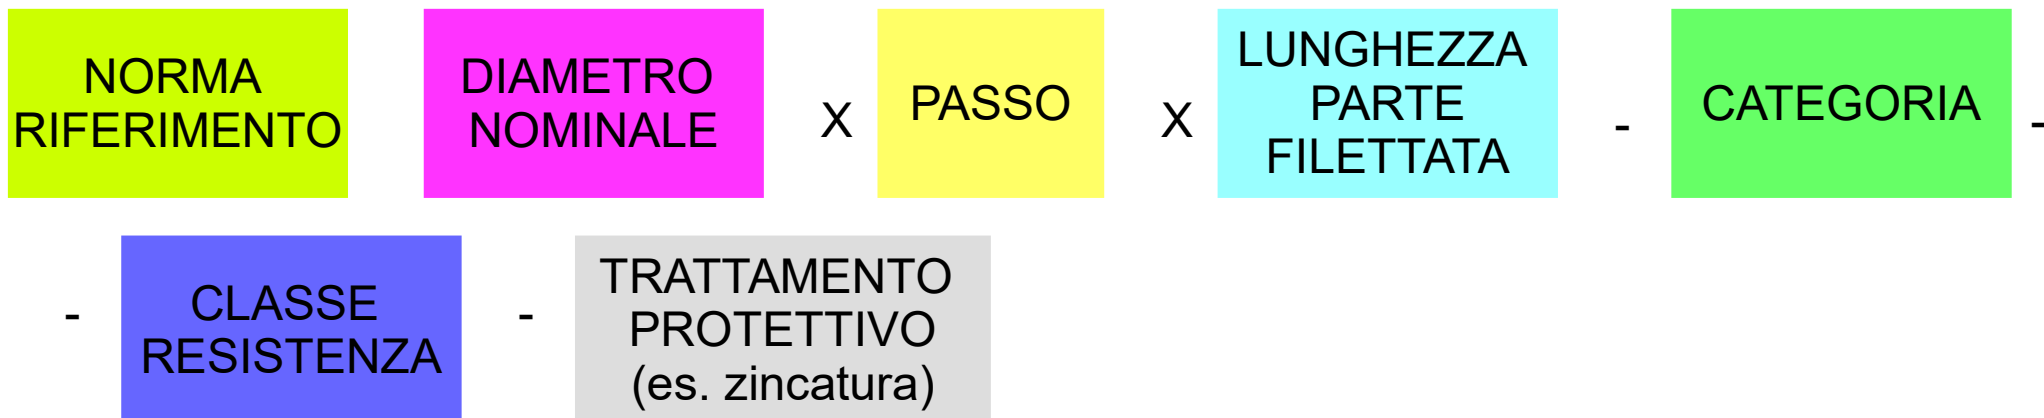 NORMA
RIFERIMENTO
DIAMETRO
NOMINALE
X
PASSO
X
LUNGHEZZA
PARTE
FILETTATA
-
CATEGORIA
-
-
CLASSE
RESISTENZA
-
TRATTAMENTO
PROTETTIVO
(es. zincatura)